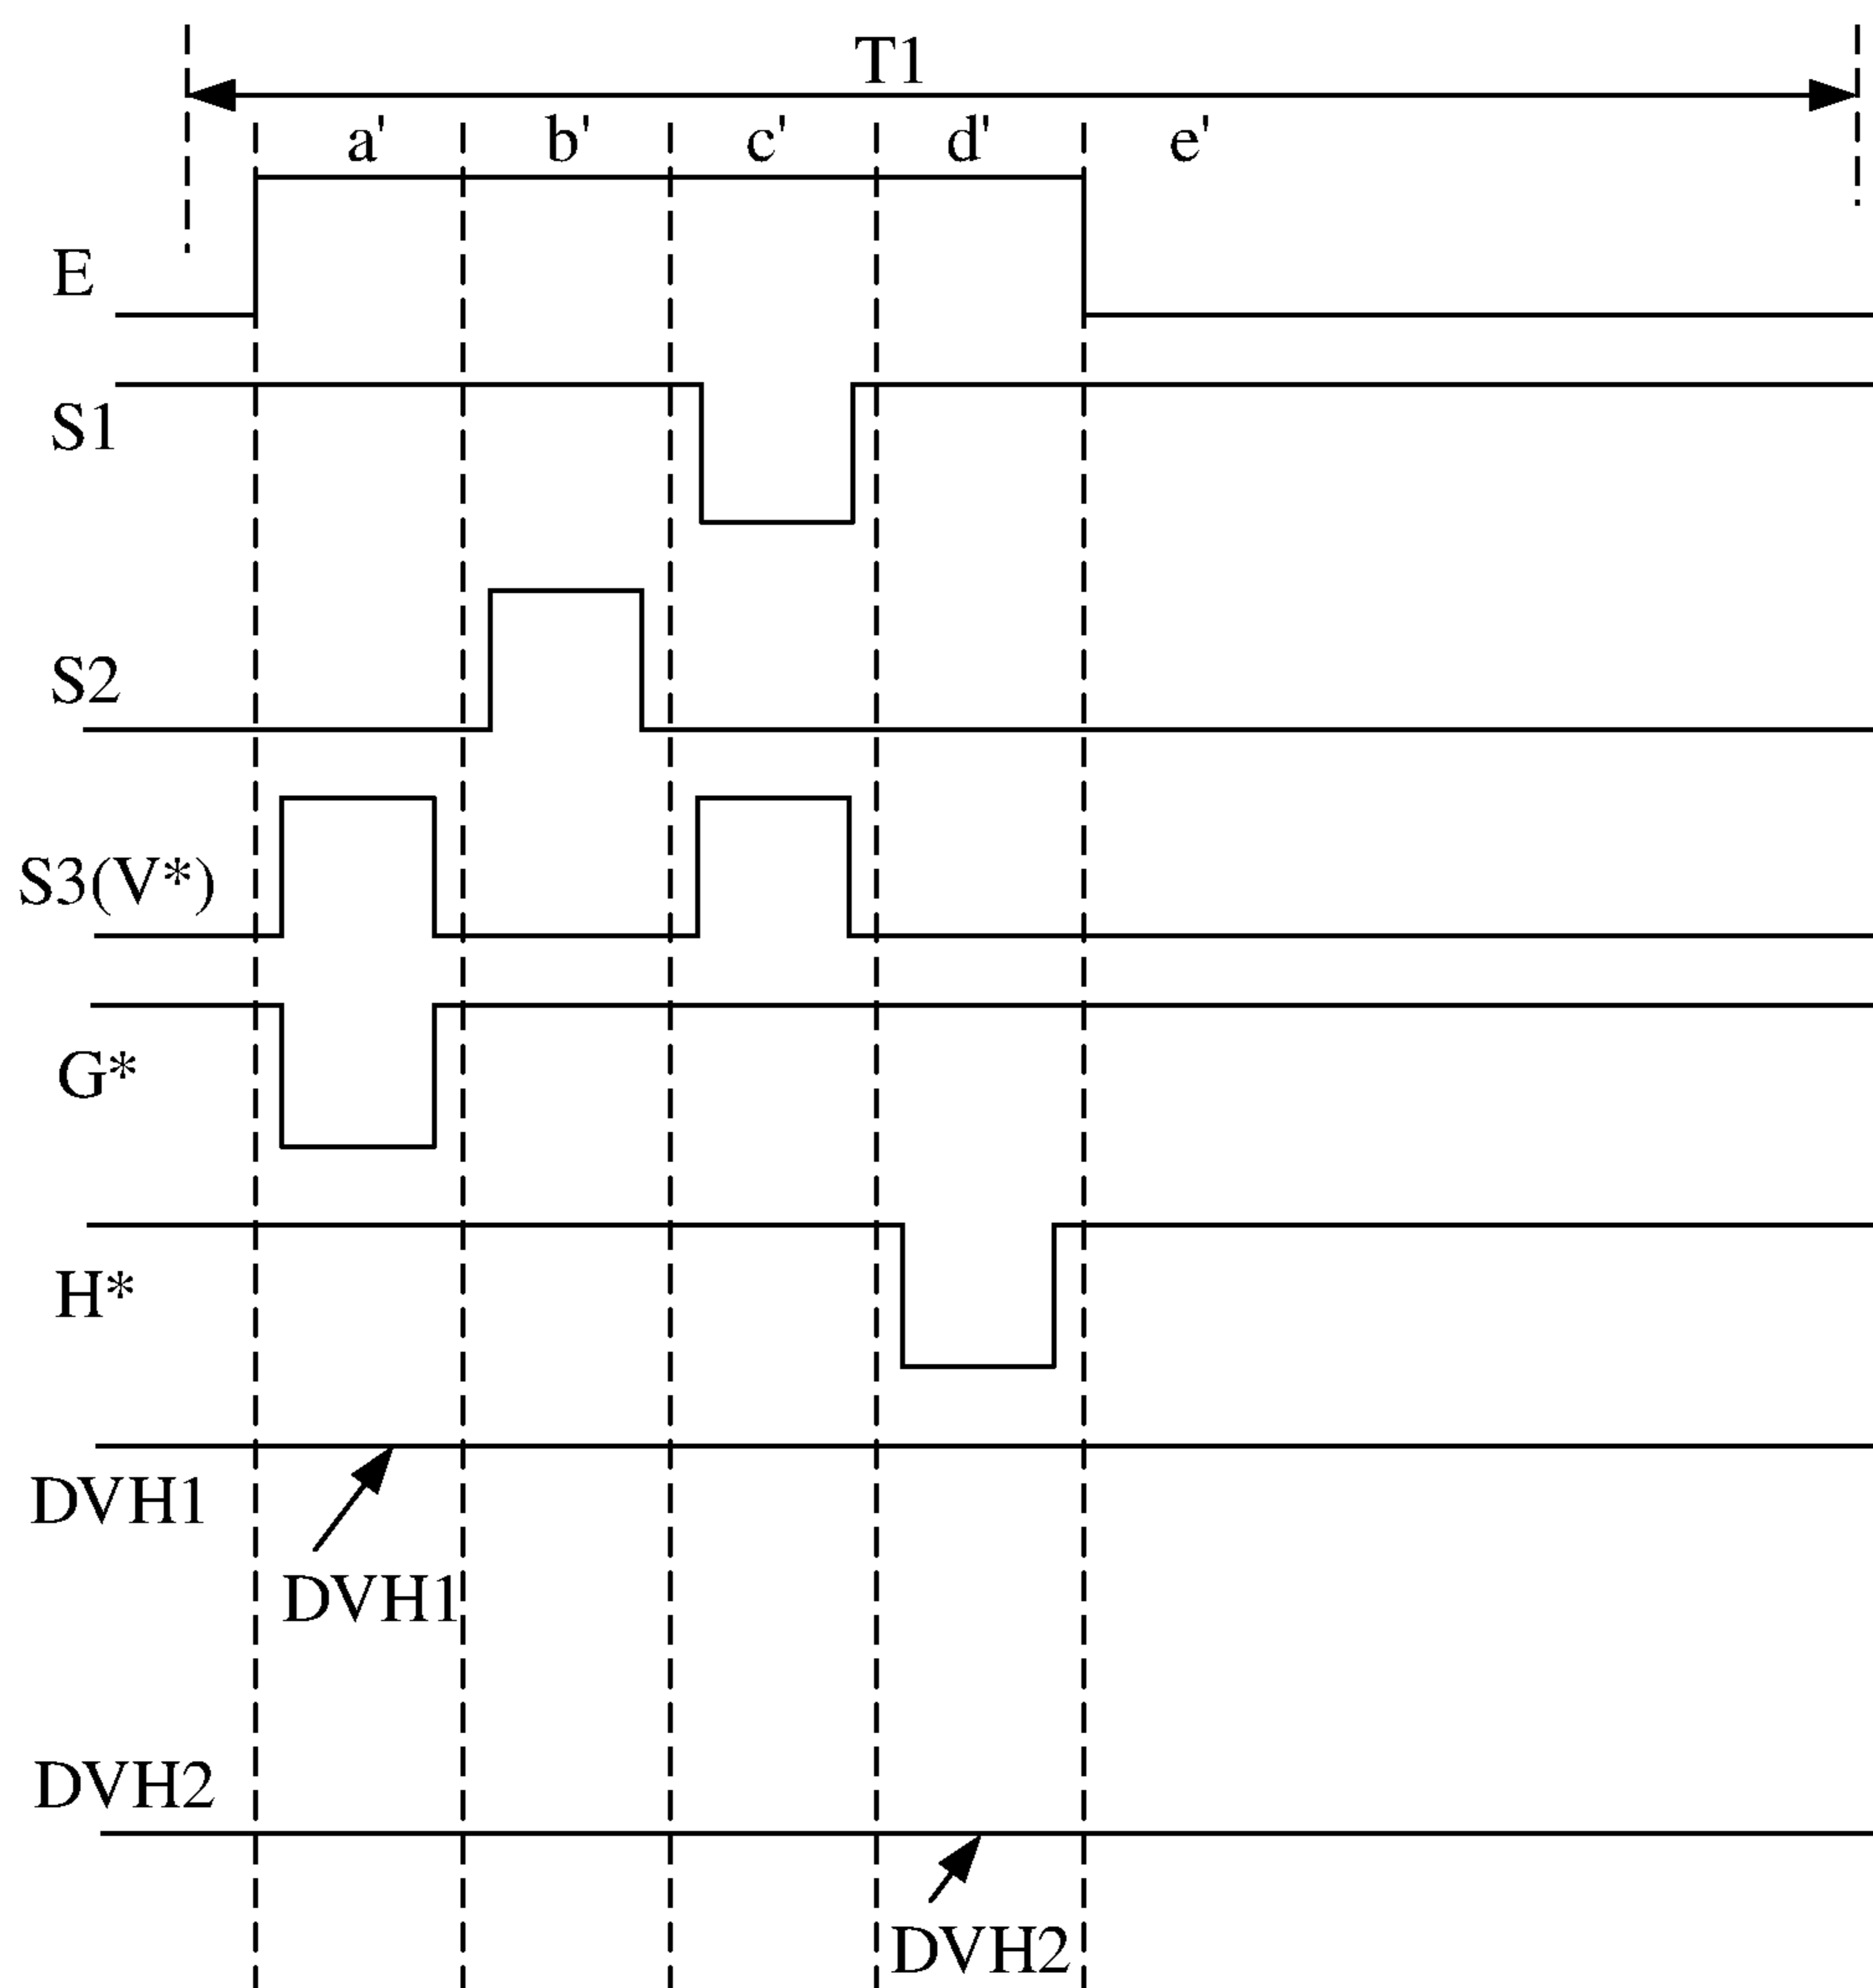 T1
a' b' c' d' e'
E
S1
S2
S3(V*)
G*
H*
DVH1
DVH1
DVH2
DVH2